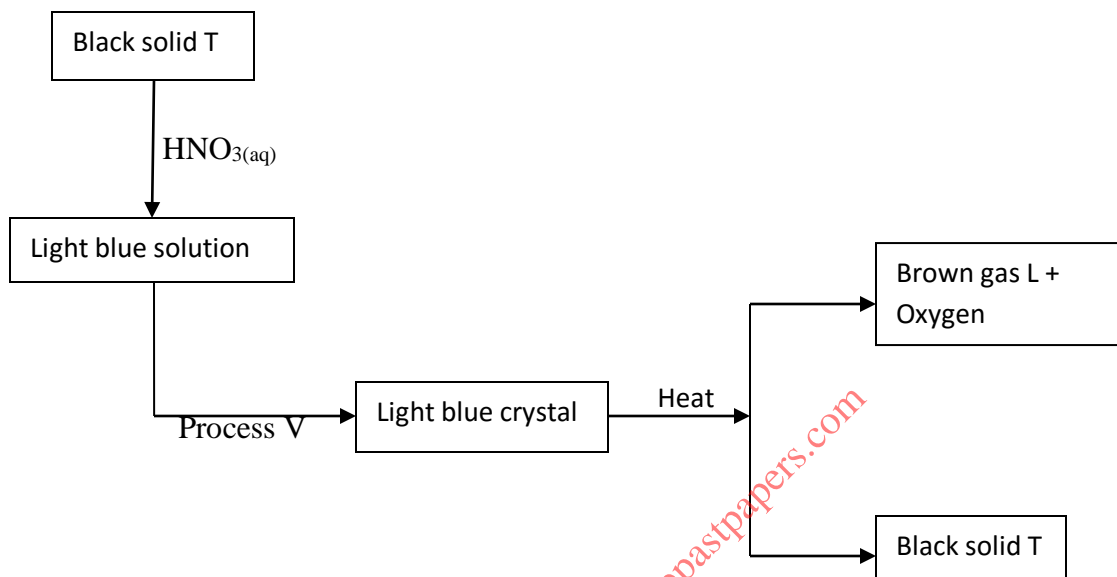 Black solid T
HNO3(aq)
Light blue solution
Process V
Light blue crystal
Heat
Brown gas L +
Oxygen
Black solid T